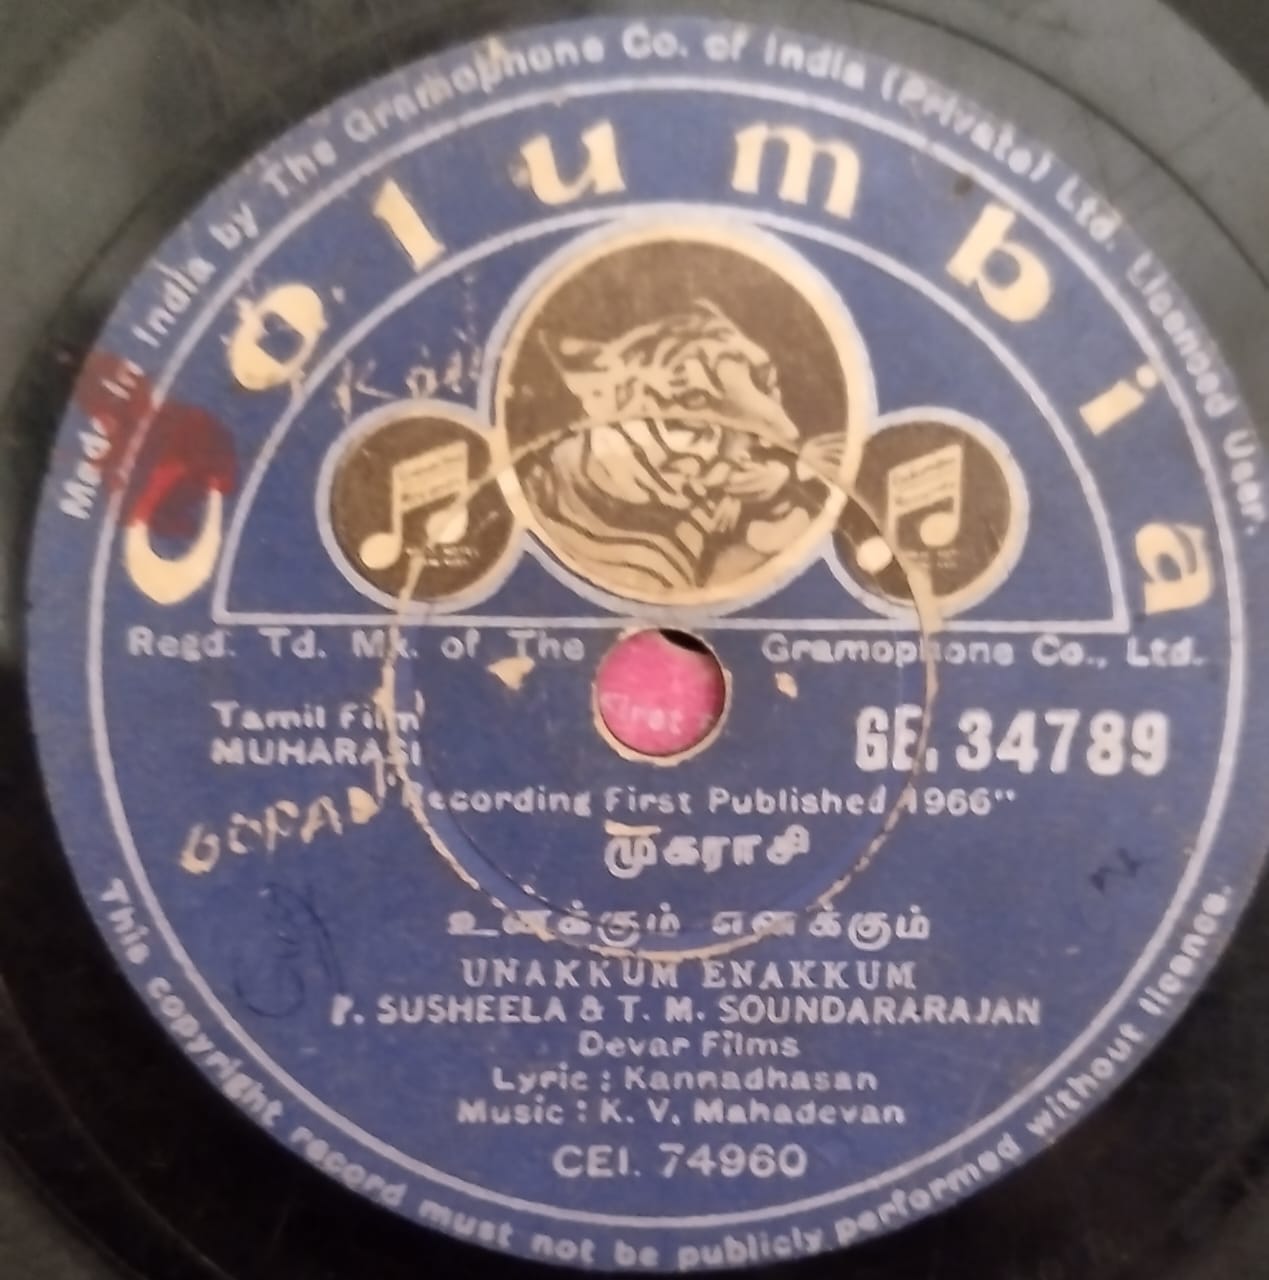 Made in India by The Gramophone Co. of India (Private) Ltd. Licensed User.
Columbia
Regd. Td. Mk. of The Gramophone Co., Ltd.
Tamil Film
MUHARASI
GE. 34789
"Recording First Published 1966"
GOPAL
முகராசி
உனக்கும் எனக்கும்
UNAKKUM ENAKKUM
P. SUSHEELA & T. M. SOUNDARARAJAN
Devar Films
Lyric : Kannadhasan
Music : K. V. Mahadevan
CEI. 74960
This copyright record must not be publicly performed without licence.